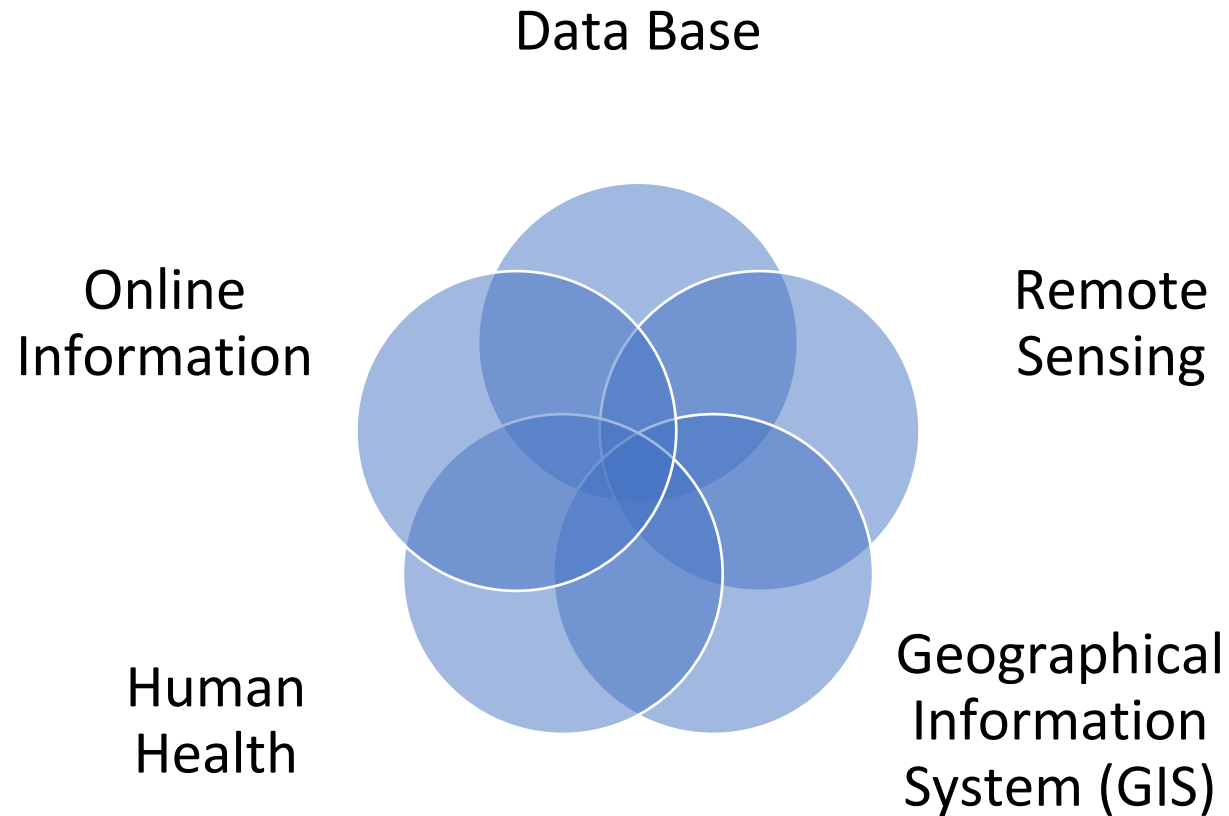 Data Base
Online
Information
Remote
Sensing
Human
Health
Geographical
Information
System (GIS)